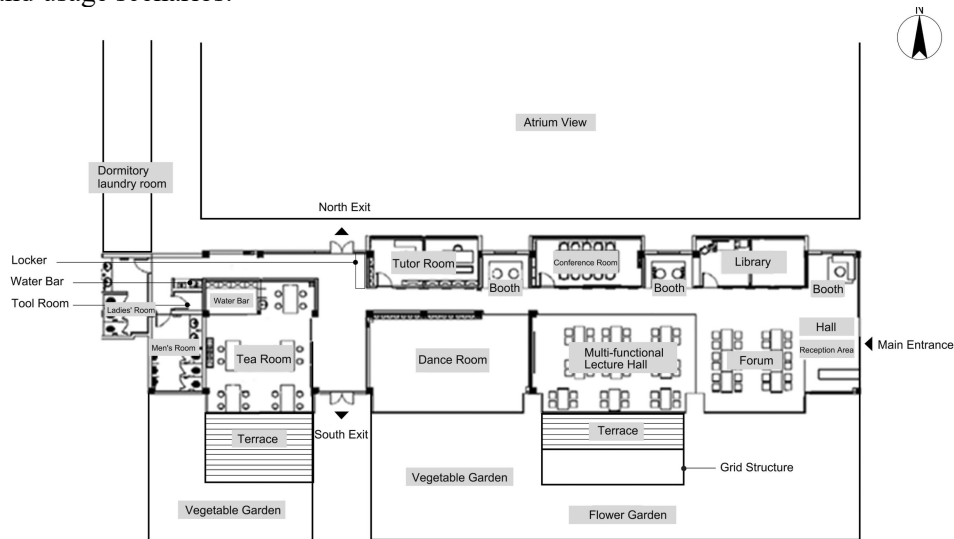 and usage scenarios.
N
Atrium View
Dormitory
laundry room
North Exit
Locker
Tutor Room
Conference Room
Library
Water Bar
Booth
Booth
Booth
Tool Room
Ladies' Room
Water Bar
Hall
Men's Room
Tea Room
Dance Room
Multi-functional
Lecture Hall
Forum
Reception Area
Main Entrance
Terrace
South Exit
Terrace
Vegetable Garden
Grid Structure
Vegetable Garden
Flower Garden